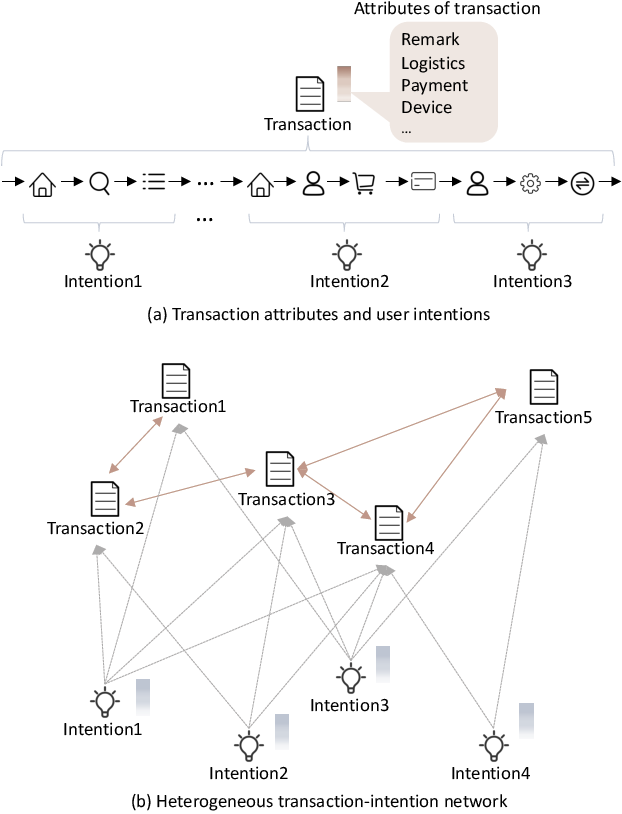 Attributes of transaction
Remark
Logistics
Payment
Device
...
Transaction
...
...
Intention1
Intention2
Intention3
(a) Transaction attributes and user intentions
Transaction1
Transaction5
Transaction3
Transaction2
Transaction4
Intention3
Intention1
Intention2
Intention4
(b) Heterogeneous transaction-intention network